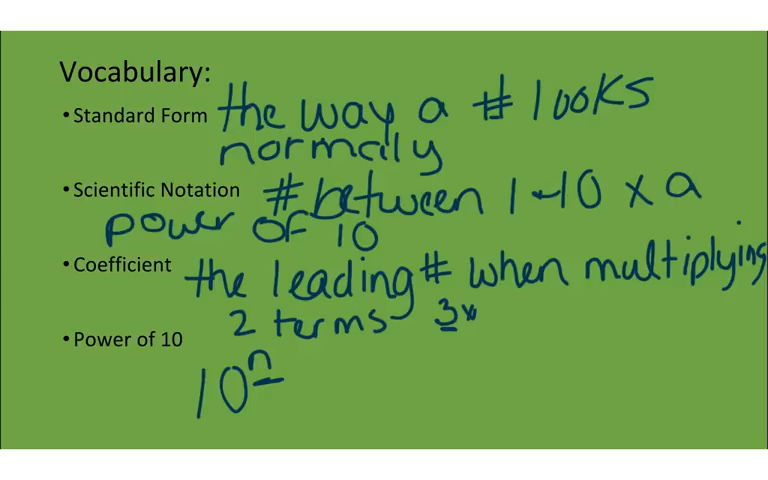 Vocabulary:
• Standard Form the way a # looks
normally
• Scientific Notation # between 1-10 x a
power of 10
• Coefficient the leading # when multiplying
2 terms 3x
• Power of 10
10ⁿ